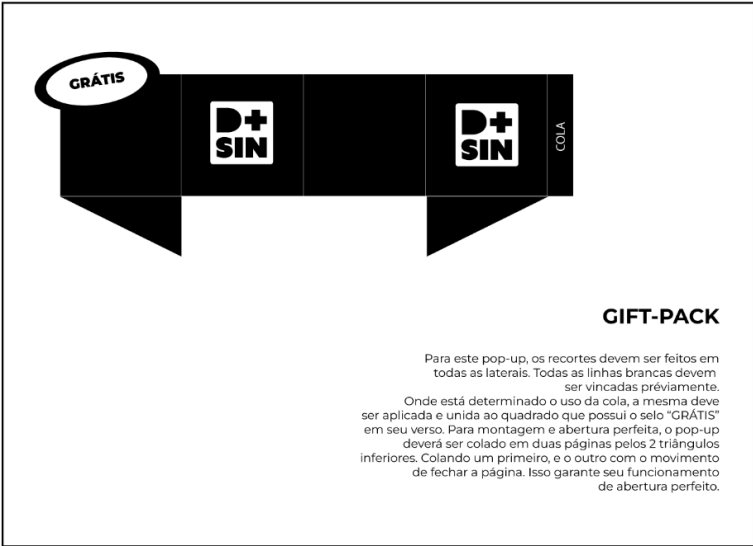 GRÁTIS
D+
SIN
D+
SIN
COLA
GIFT-PACK
Para este pop-up, os recortes devem ser feitos em
todas as laterais. Todas as linhas brancas devem
ser vincadas préviamente.
Onde está determinado o uso da cola, a mesma deve
ser aplicada e unida ao quadrado que possui o selo “GRÁTIS”
em seu verso. Para montagem e abertura perfeita, o pop-up
deverá ser colado em duas páginas pelos 2 triângulos
inferiores. Colando um primeiro, e o outro com o movimento
de fechar a página. Isso garante seu funcionamento
de abertura perfeito.